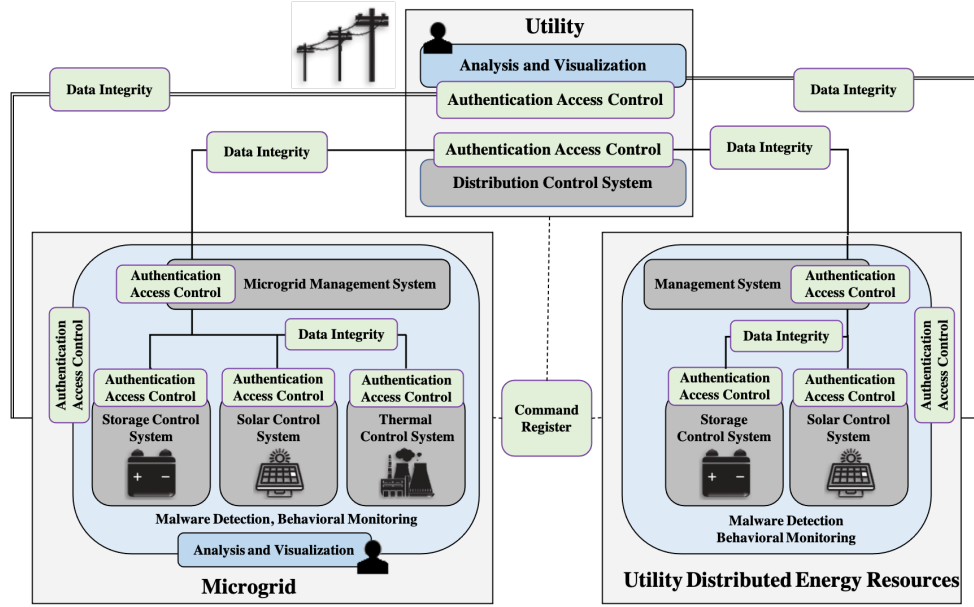 Utility
Analysis and Visualization
Authentication Access Control
Data Integrity
Data Integrity
Data Integrity
Authentication Access Control
Data Integrity
Distribution Control System
Authentication
Access Control
Microgrid Management System
Data Integrity
Authentication
Access Control
Authentication
Access Control
Authentication
Access Control
Authentication
Access Control
Storage Control
System
Solar Control
System
Thermal
Control System
Malware Detection, Behavioral Monitoring
Analysis and Visualization
Microgrid
Command
Register
Management System
Authentication
Access Control
Data Integrity
Authentication
Access Control
Authentication
Access Control
Authentication
Access Control
Storage
Control System
Solar Control
System
Malware Detection
Behavioral Monitoring
Utility Distributed Energy Resources